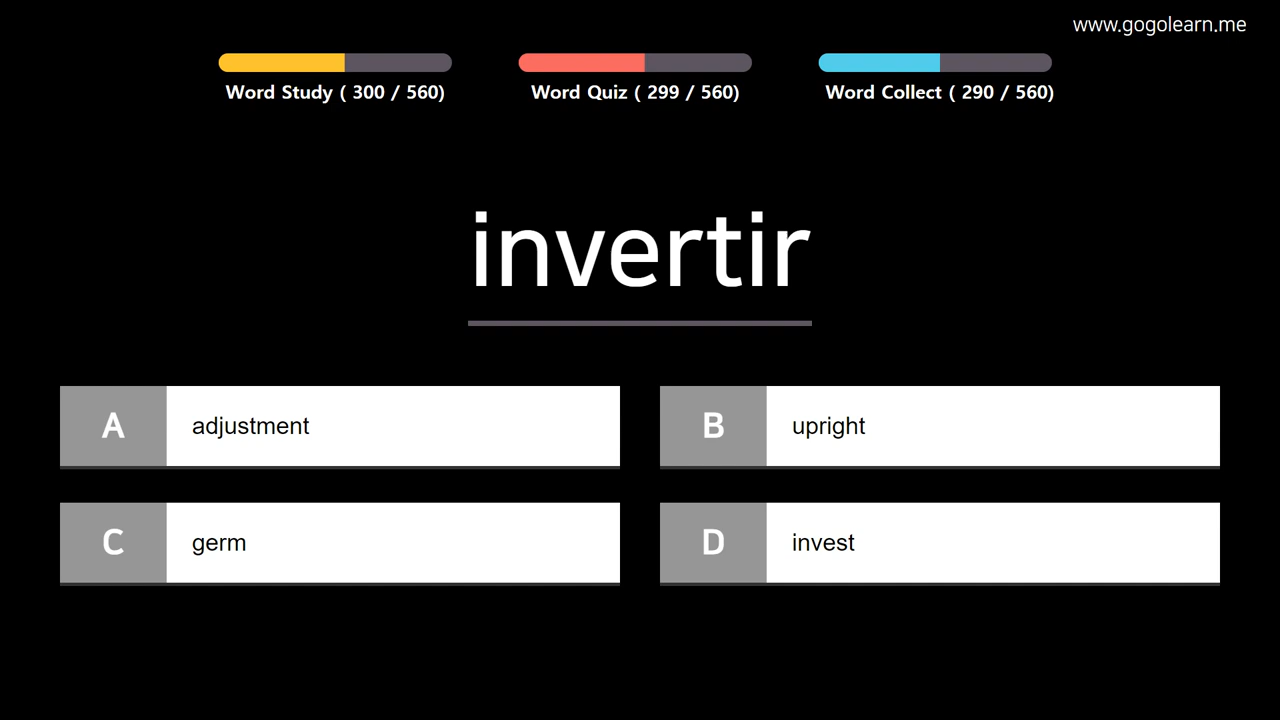 www.gogolearn.me
Word Study ( 300 / 560)
Word Quiz ( 299 / 560)
Word Collect ( 290 / 560)
invertir
A adjustment
B upright
C germ
D invest